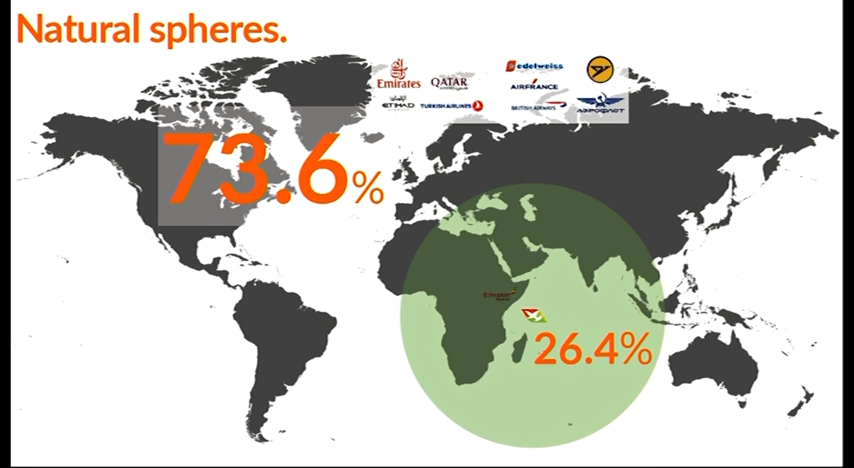 Natural spheres.
Emirates
QATAR
edelweiss
AIRFRANCE
ETIHAD
TURKISH AIRLINES
BRITISH AIRWAYS
АЭРОФЛОТ
73.6%
Ethiopian
26.4%